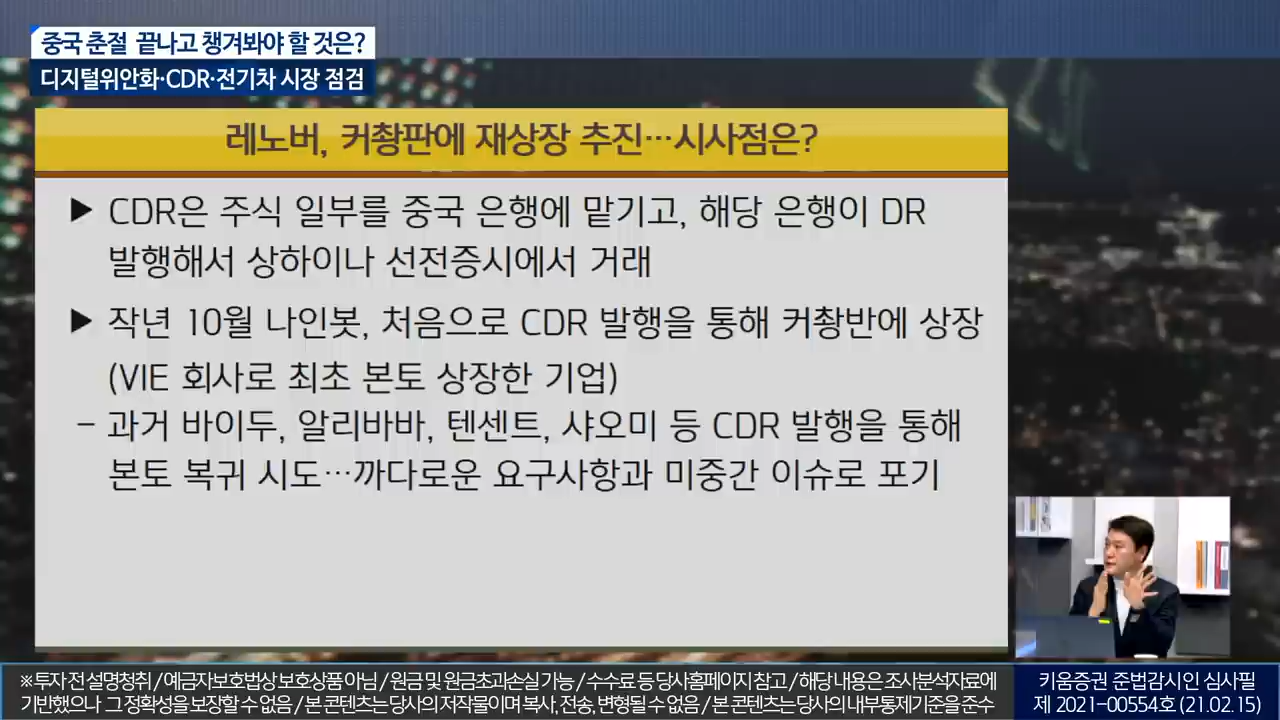 중국 춘절 끝나고 챙겨봐야 할 것은?
디지털위안화·CDR·전기차 시장 점검
레노버, 커촹판에 재상장 추진…시사점은?
▶ CDR은 주식 일부를 중국 은행에 맡기고, 해당 은행이 DR
발행해서 상하이나 선전증시에서 거래
▶ 작년 10월 나인봇, 처음으로 CDR 발행을 통해 커촹반에 상장
(VIE 회사로 최초 본토 상장한 기업)
- 과거 바이두, 알리바바, 텐센트, 샤오미 등 CDR 발행을 통해
본토 복귀 시도…까다로운 요구사항과 미중간 이슈로 포기
※ 투자 전 설명청취 / 예금자보호법상 보호상품 아님 / 원금 및 원금초과손실 가능 / 수수료 등 당사홈페이지 참고 / 해당 내용은 조사분석자료에
기반했으나 그 정확성을 보장할 수 없음 / 본 콘텐츠는 당사의 저작물이며 복사, 전송, 변형될 수 없음 / 본 콘텐츠는 당사의 내부통제기준을 준수
키움증권 준법감시인 심사필
제 2021-00554호 (21.02.15)